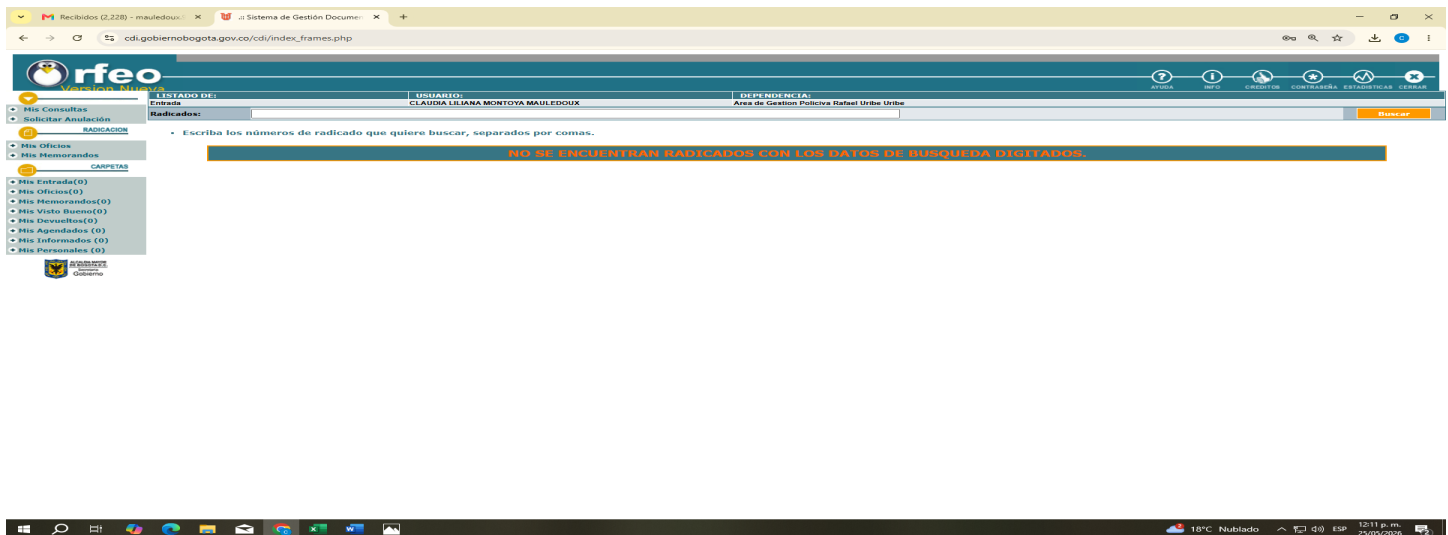 Recibidos (2,228) - mauledoux.
.:: Sistema de Gestión Documen
cdi.gobiernobogota.gov.co/cdi/index_frames.php
rfeo
Version Nueva
AYUDA INFO CREDITOS CONTRASEÑA ESTADISTICAS CERRAR
LISTADO DE: USUARIO: DEPENDENCIA:
Entrada CLAUDIA LILIANA MONTOYA MAULEDOUX Area de Gestion Policiva Rafael Uribe Uribe
Radicados: Buscar
Escriba los números de radicado que quiere buscar, separados por comas.
NO SE ENCUENTRAN RADICADOS CON LOS DATOS DE BUSQUEDA DIGITADOS.
Mis Consultas
Solicitar Anulación
RADICACION
Mis Oficios
Mis Memorandos
CARPETAS
Mis Entrada(0)
Mis Oficios(0)
Mis Memorandos(0)
Mis Visto Bueno(0)
Mis Devueltos(0)
Mis Agendados (0)
Mis Informados (0)
Mis Personales (0)
ALCALDIA MAYOR
DE BOGOTA D.C.
Secretaría
Gobierno
18°C Nublado ESP 12:11 p. m.
25/05/2026